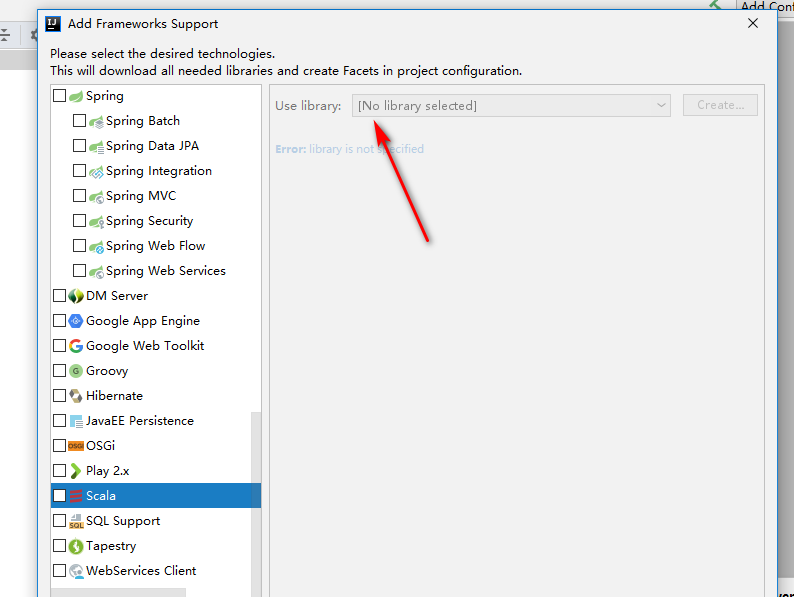 Add Conf
Add Frameworks Support
Please select the desired technologies.
This will download all needed libraries and create Facets in project configuration.
Spring
Spring Batch
Spring Data JPA
Spring Integration
Spring MVC
Spring Security
Spring Web Flow
Spring Web Services
DM Server
Google App Engine
Google Web Toolkit
Groovy
Hibernate
JavaEE Persistence
OSGi
Play 2.x
Scala
SQL Support
Tapestry
WebServices Client
Use library: [No library selected] Create...
Error: library is not specified